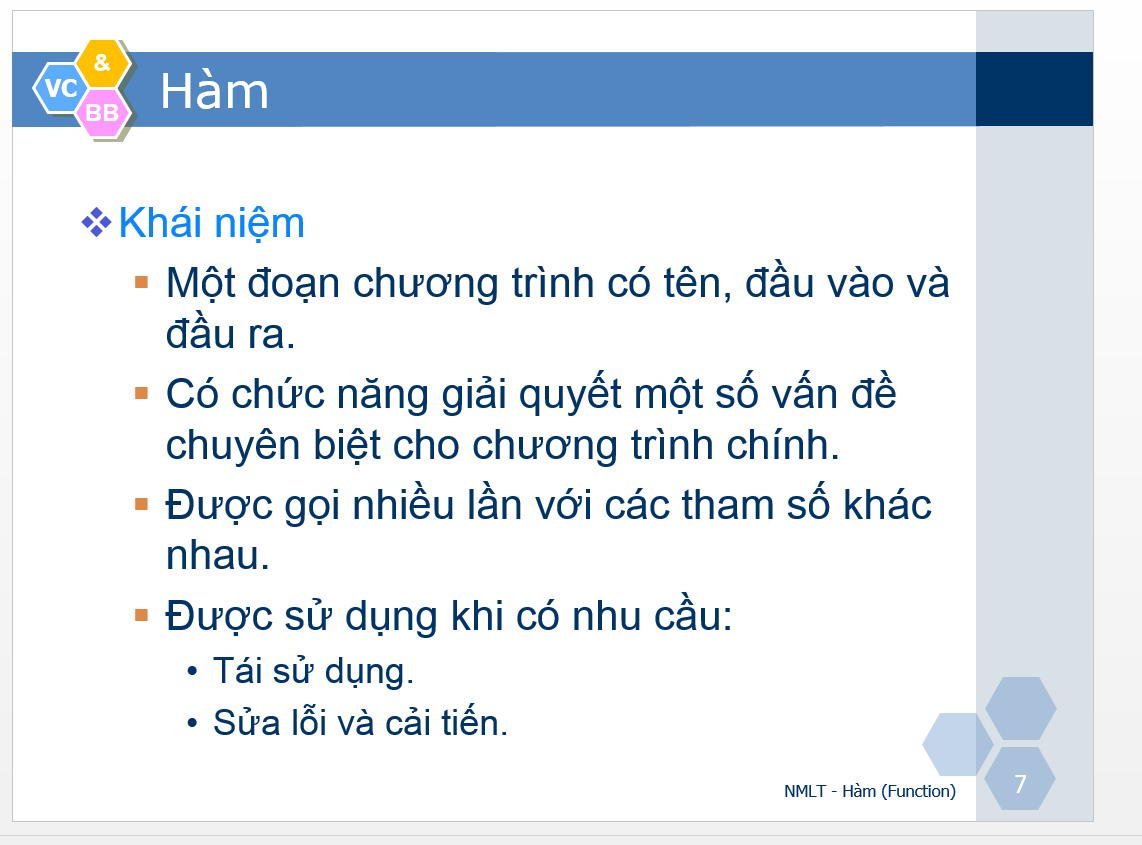 &
VC
BB
Hàm
Khái niệm
Một đoạn chương trình có tên, đầu vào và
đầu ra.
Có chức năng giải quyết một số vấn đề
chuyên biệt cho chương trình chính.
Được gọi nhiều lần với các tham số khác
nhau.
Được sử dụng khi có nhu cầu:
• Tái sử dụng.
• Sửa lỗi và cải tiến.
NMLT - Hàm (Function)
7